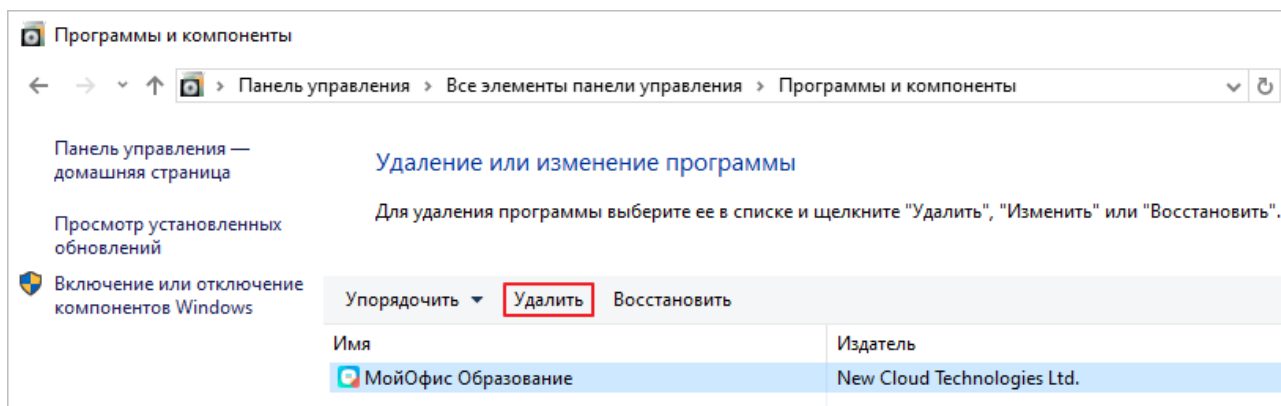 Программы и компоненты
Панель управления › Все элементы панели управления › Программы и компоненты
Панель управления —
домашняя страница
Просмотр установленных
обновлений
Включение или отключение
компонентов Windows
Удаление или изменение программы
Для удаления программы выберите ее в списке и щелкните "Удалить", "Изменить" или "Восстановить".
Упорядочить Удалить Восстановить
Имя Издатель
МойОфис Образование New Cloud Technologies Ltd.